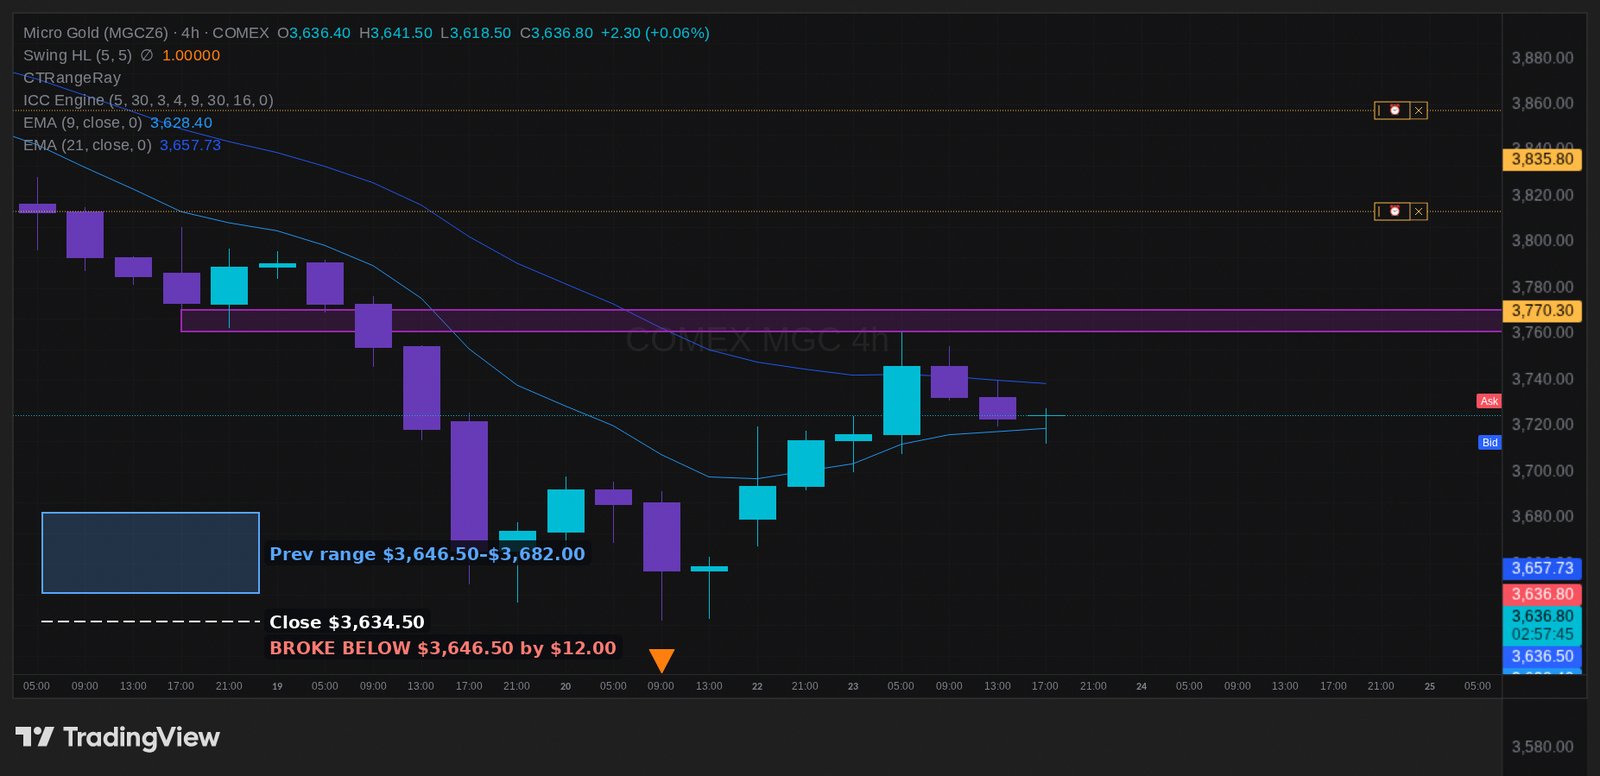 Micro Gold (MGCZ6) · 4h · COMEX O3,636.40 H3,641.50 L3,618.50 C3,636.80 +2.30 (+0.06%)
Swing HL (5, 5) ∅ 1.00000
CTRangeRay
ICC Engine (5, 30, 3, 4, 9, 30, 16, 0)
EMA (9, close, 0) 3,628.40
EMA (21, close, 0) 3,657.73
COMEX MGC 4h
3,880.00
3,860.00
3,840.00
3,835.80
3,820.00
3,800.00
3,780.00
3,770.30
3,760.00
3,740.00
Ask
3,720.00
Bid
3,700.00
3,680.00
3,657.73
3,636.80
3,636.80
02:57:45
3,636.50
3,580.00
Prev range $3,646.50–$3,682.00
Close $3,634.50
BROKE BELOW $3,646.50 by $12.00
05:00 09:00 13:00 17:00 21:00 19 05:00 09:00 13:00 17:00 21:00 20 05:00 09:00 13:00 22 21:00 23 05:00 09:00 13:00 17:00 21:00 24 05:00 09:00 13:00 17:00 21:00 25 05:00
TradingView